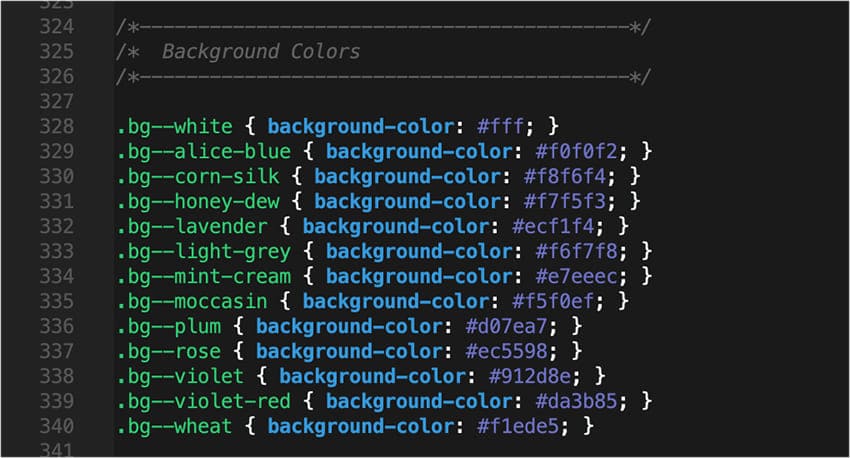 323
324 /*------------------------------------------*/
325 /*  Background Colors
326 /*------------------------------------------*/
327
328 .bg--white { background-color: #fff; }
329 .bg--alice-blue { background-color: #f0f0f2; }
330 .bg--corn-silk { background-color: #f8f6f4; }
331 .bg--honey-dew { background-color: #f7f5f3; }
332 .bg--lavender { background-color: #ecf1f4; }
333 .bg--light-grey { background-color: #f6f7f8; }
334 .bg--mint-cream { background-color: #e7eeec; }
335 .bg--moccasin { background-color: #f5f0ef; }
336 .bg--plum { background-color: #d07ea7; }
337 .bg--rose { background-color: #ec5598; }
338 .bg--violet { background-color: #912d8e; }
339 .bg--violet-red { background-color: #da3b85; }
340 .bg--wheat { background-color: #f1ede5; }
341